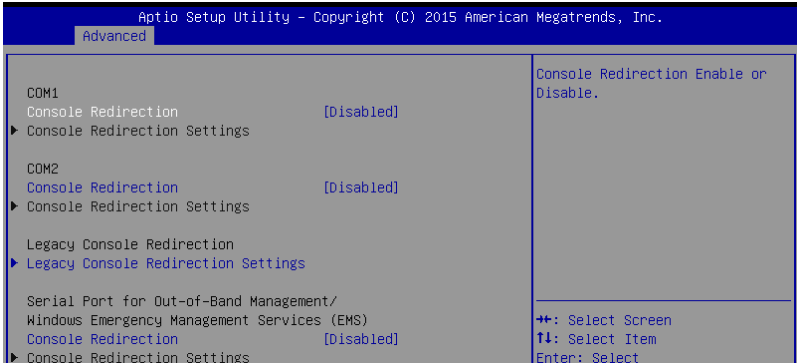 Aptio Setup Utility – Copyright (C) 2015 American Megatrends, Inc.
Advanced
COM1
Console Redirection [Disabled]
Console Redirection Settings
COM2
Console Redirection [Disabled]
Console Redirection Settings
Legacy Console Redirection
Legacy Console Redirection Settings
Serial Port for Out-of-Band Management/
Windows Emergency Management Services (EMS)
Console Redirection [Disabled]
Console Redirection Settings
Console Redirection Enable or
Disable.
→←: Select Screen
↑↓: Select Item
Enter: Select